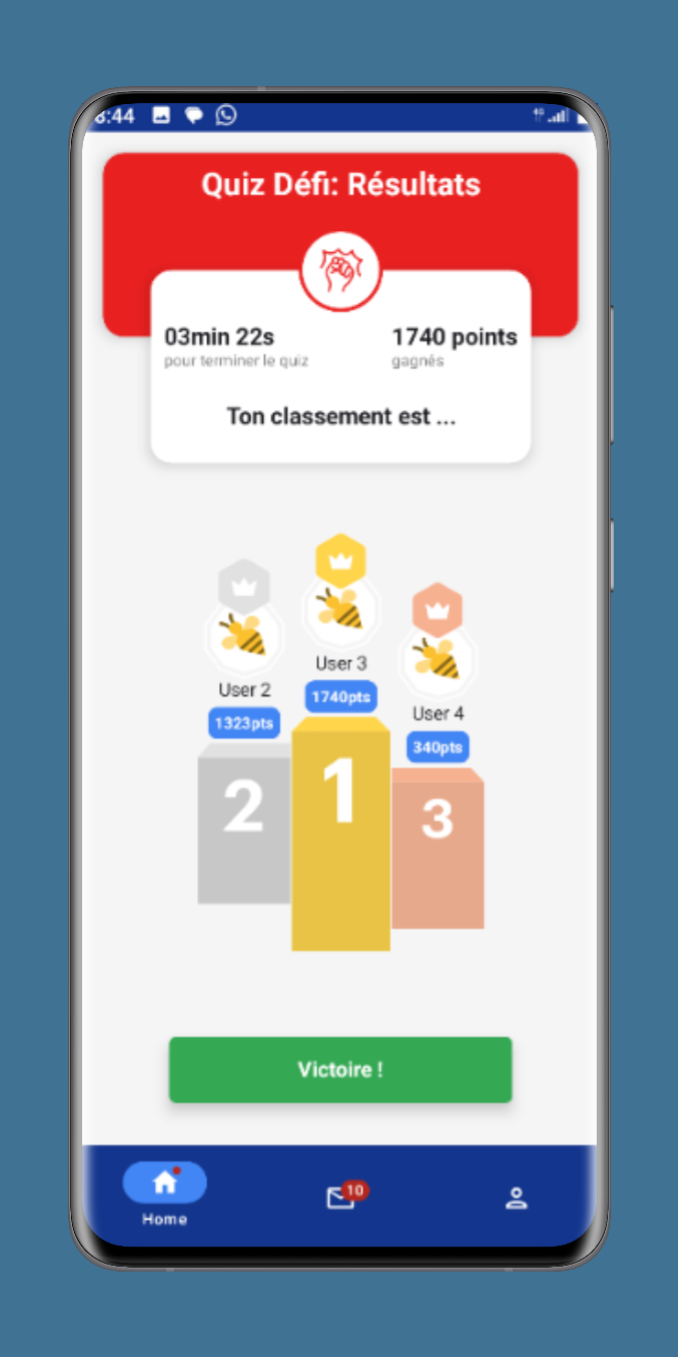 8:44
Quiz Défi: Résultats
03min 22s
1740 points
pour terminer le quiz
gagnés
Ton classement est ...
User 3
1740pts
User 2
1323pts
User 4
340pts
1
2
3
Victoire !
10
Home